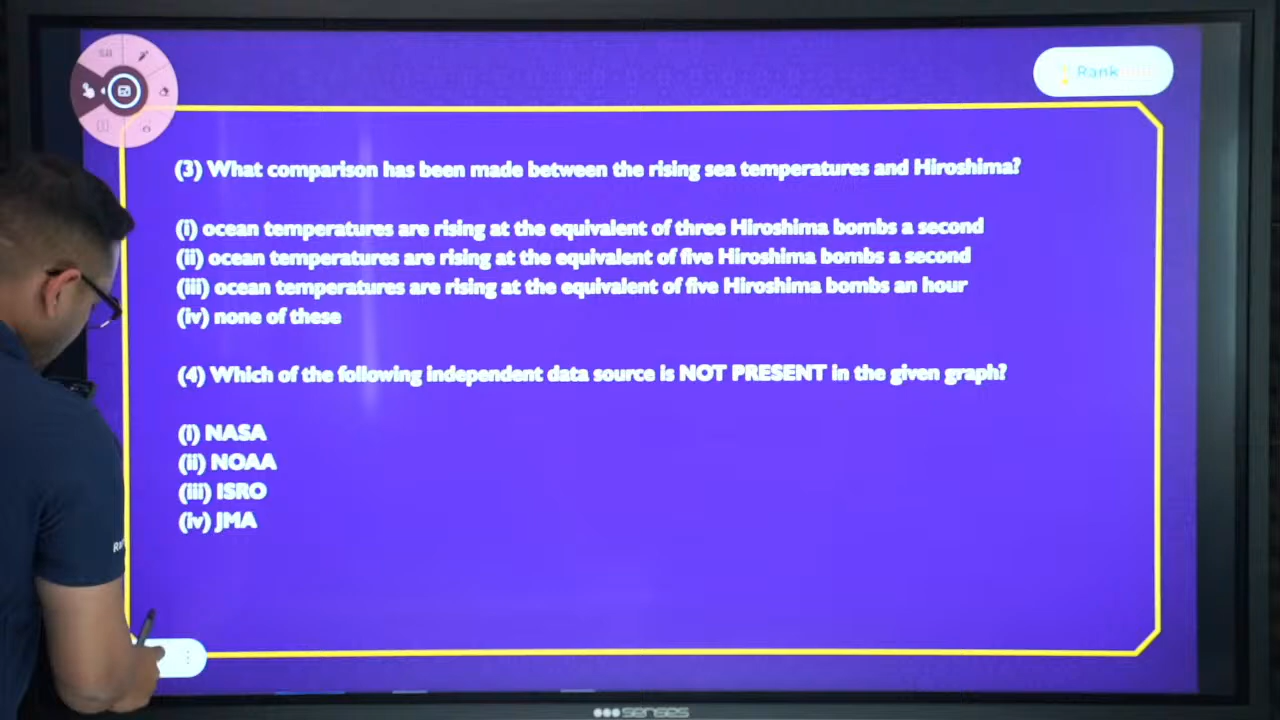 sa
Rank
(3) What comparison has been made between the rising sea temperatures and Hiroshima?
(i) ocean temperatures are rising at the equivalent of three Hiroshima bombs a second
(ii) ocean temperatures are rising at the equivalent of five Hiroshima bombs a second
(iii) ocean temperatures are rising at the equivalent of five Hiroshima bombs an hour
(iv) none of these
(4) Which of the following independent data source is NOT PRESENT in the given graph?
(i) NASA
(ii) NOAA
(iii) ISRO
(iv) JMA
senses